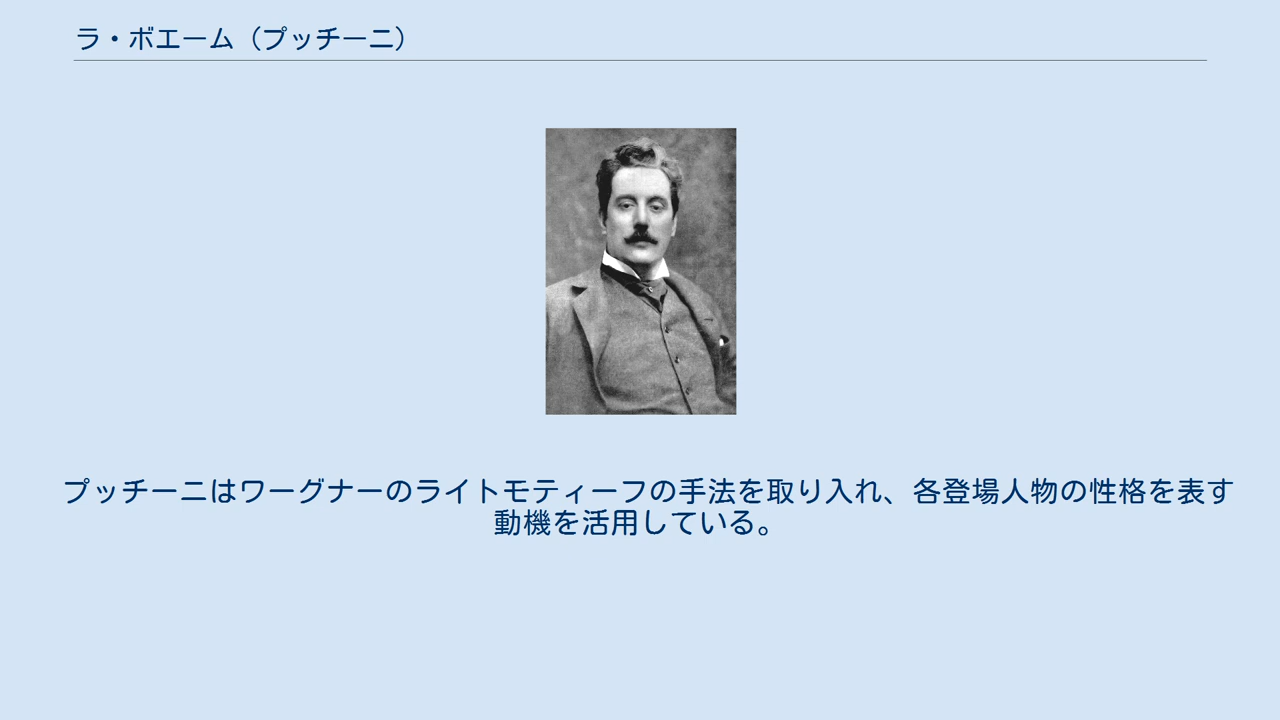 ラ・ボエーム（プッチーニ）
プッチーニはワーグナーのライトモティーフの手法を取り入れ、各登場人物の性格を表す
動機を活用している。